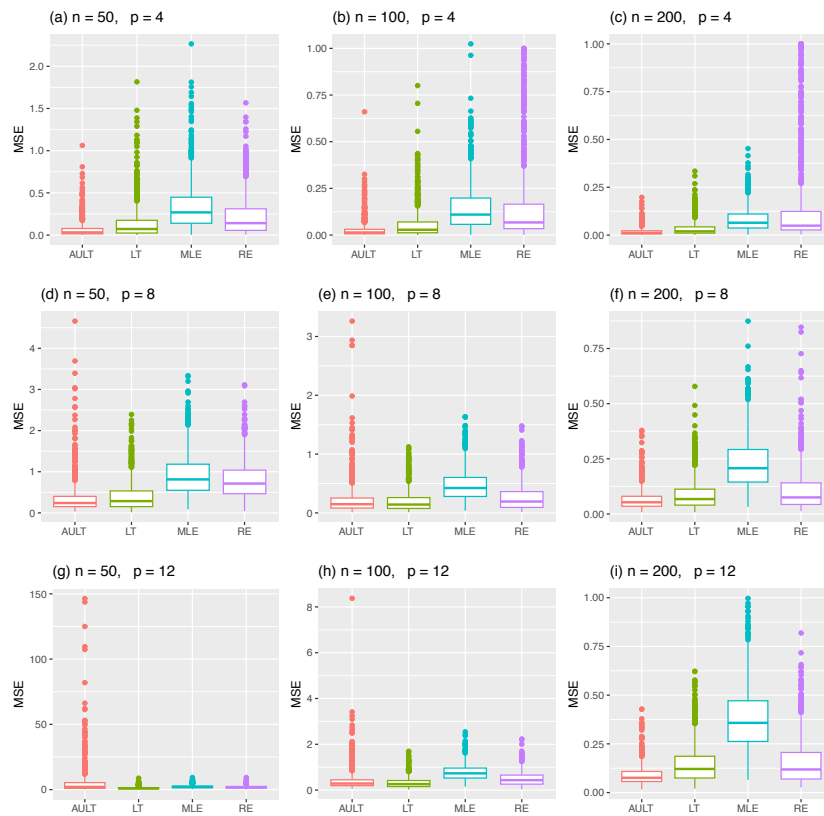 (a) n = 50, p = 4
(b) n = 100, p = 4
(c) n = 200, p = 4
MSE
2.0
1.5
1.0
0.5
0.0
AULT LT MLE RE
MSE
1.00
0.75
0.50
0.25
0.00
AULT LT MLE RE
MSE
1.00
0.75
0.50
0.25
0.00
AULT LT MLE RE
(d) n = 50, p = 8
(e) n = 100, p = 8
(f) n = 200, p = 8
MSE
4
3
2
1
0
AULT LT MLE RE
MSE
3
2
1
0
AULT LT MLE RE
MSE
0.75
0.50
0.25
0.00
AULT LT MLE RE
(g) n = 50, p = 12
(h) n = 100, p = 12
(i) n = 200, p = 12
MSE
150
100
50
0
AULT LT MLE RE
MSE
8
6
4
2
0
AULT LT MLE RE
MSE
1.00
0.75
0.50
0.25
0.00
AULT LT MLE RE